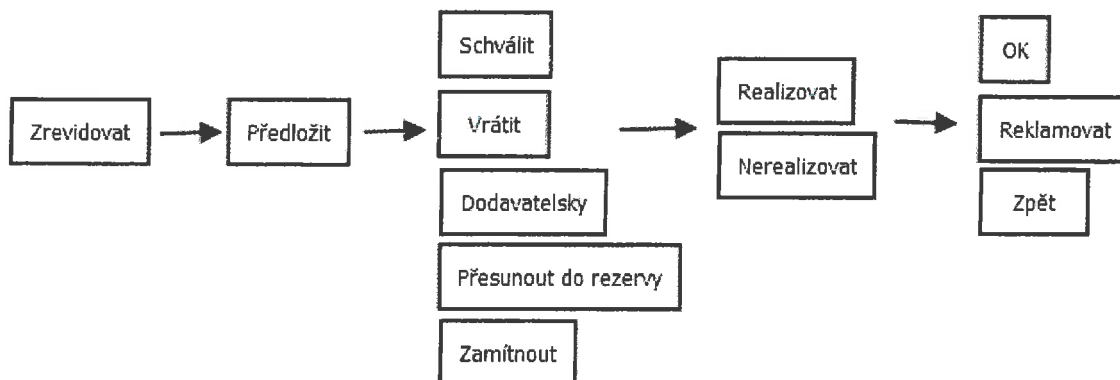 Zrevidovat
Předložit
Schválit
Vrátit
Dodavatelsky
Přesunout do rezervy
Zamítnout
Realizovat
Nerealizovat
OK
Reklamovat
Zpět